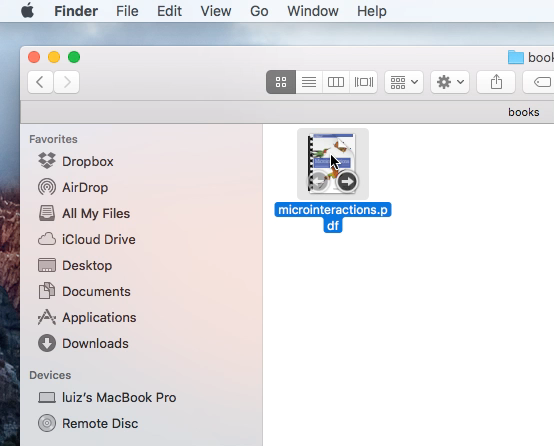 Finder File Edit View Go Window Help
book
books
Favorites
Dropbox
AirDrop
All My Files
iCloud Drive
Desktop
Documents
Applications
Downloads
Devices
luiz's MacBook Pro
Remote Disc
microinteractions.p
df